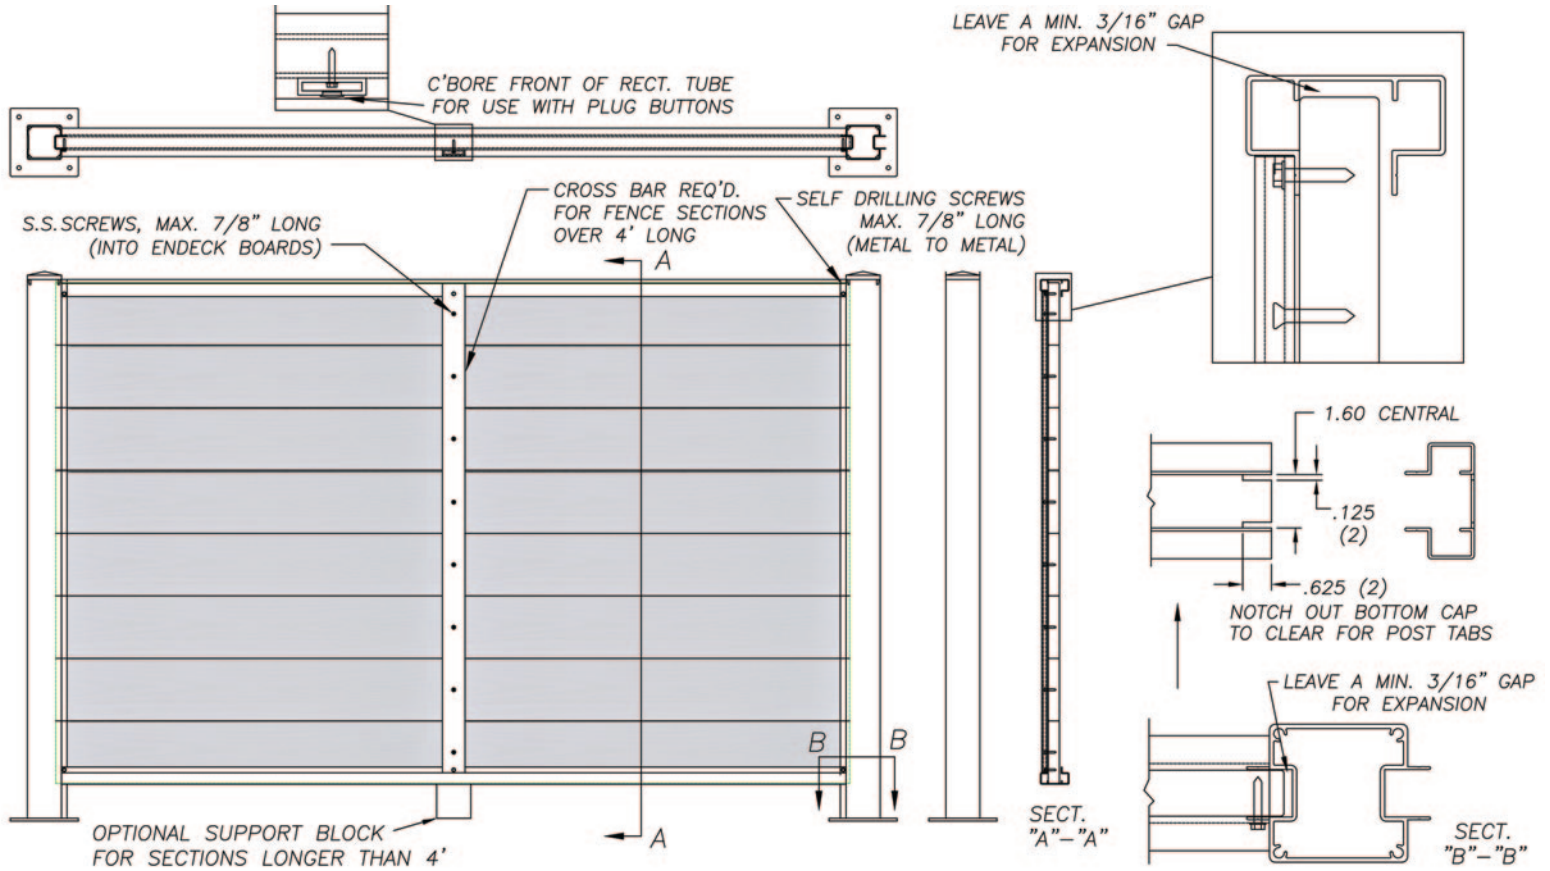 LEAVE A MIN. 3/16" GAP
FOR EXPANSION
C'BORE FRONT OF RECT. TUBE
FOR USE WITH PLUG BUTTONS
CROSS BAR REQ'D.
FOR FENCE SECTIONS
OVER 4' LONG
SELF DRILLING SCREWS
MAX. 7/8" LONG
(METAL TO METAL)
S.S.SCREWS, MAX. 7/8" LONG
(INTO ENDECK BOARDS)
A
1.60 CENTRAL
.125
(2)
.625 (2)
NOTCH OUT BOTTOM CAP
TO CLEAR FOR POST TABS
LEAVE A MIN. 3/16" GAP
FOR EXPANSION
B
B
OPTIONAL SUPPORT BLOCK
FOR SECTIONS LONGER THAN 4'
A
SECT.
"A"-"A"
SECT.
"B"-"B"